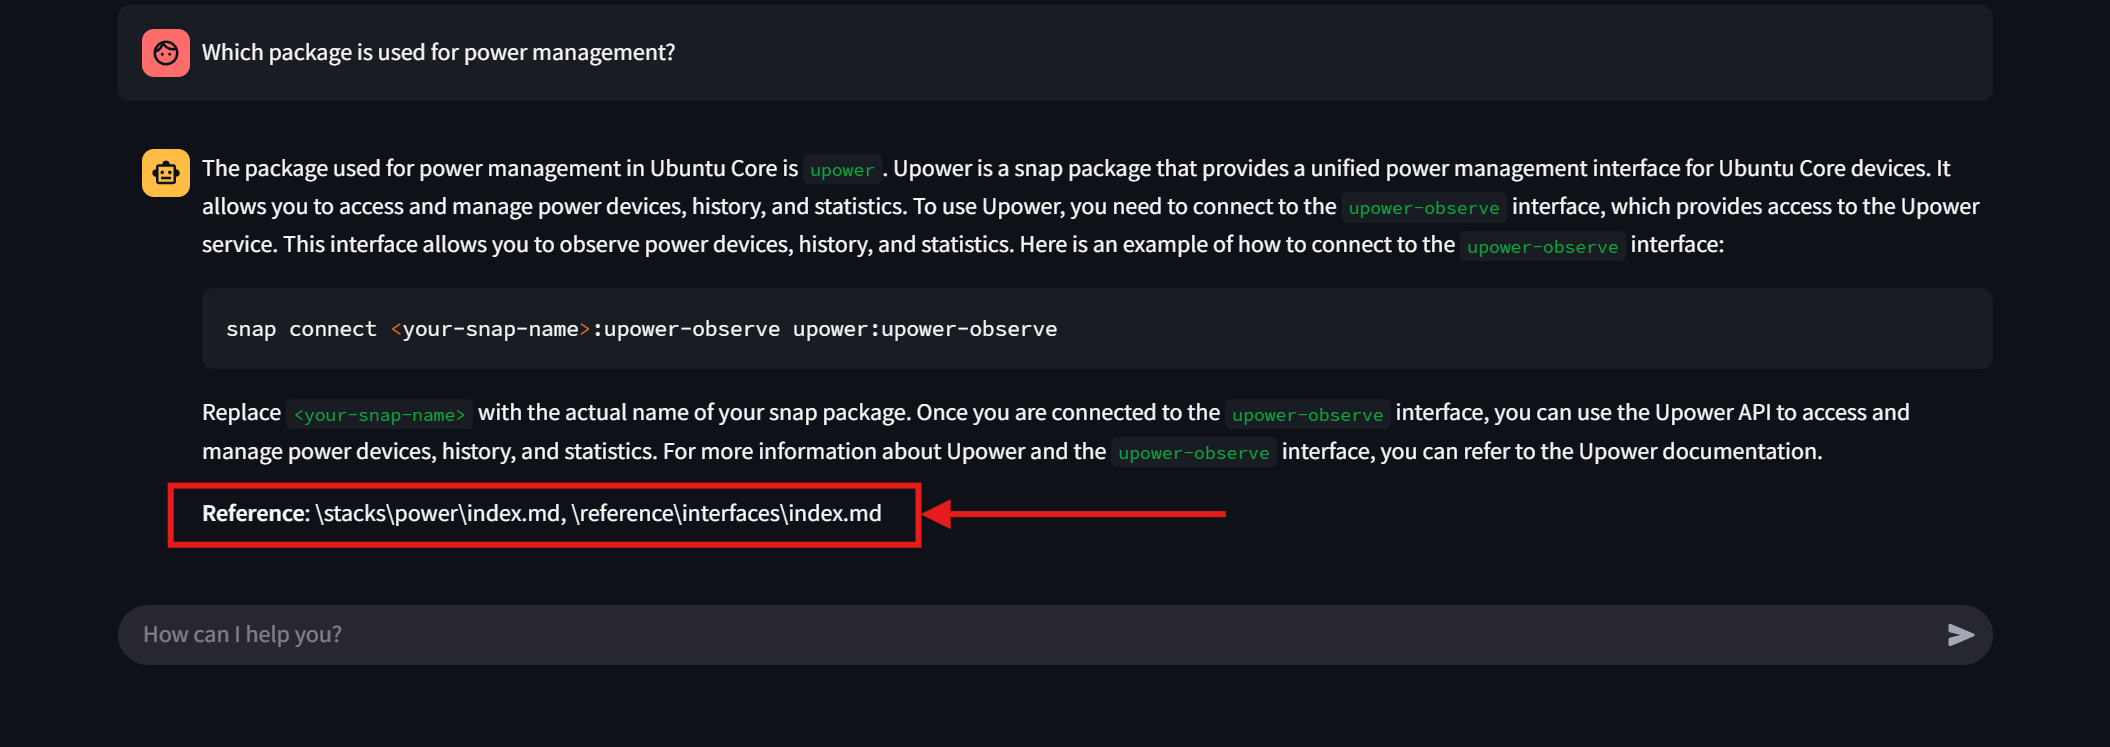 Which package is used for power management?
The package used for power management in Ubuntu Core is upower . Upower is a snap package that provides a unified power management interface for Ubuntu Core devices. It
allows you to access and manage power devices, history, and statistics. To use Upower, you need to connect to the upower-observe interface, which provides access to the Upower
service. This interface allows you to observe power devices, history, and statistics. Here is an example of how to connect to the upower-observe interface:
snap connect <your-snap-name>:upower-observe upower:upower-observe
Replace <your-snap-name> with the actual name of your snap package. Once you are connected to the upower-observe interface, you can use the Upower API to access and
manage power devices, history, and statistics. For more information about Upower and the upower-observe interface, you can refer to the Upower documentation.
Reference: \stacks\power\index.md, \reference\interfaces\index.md
How can I help you?